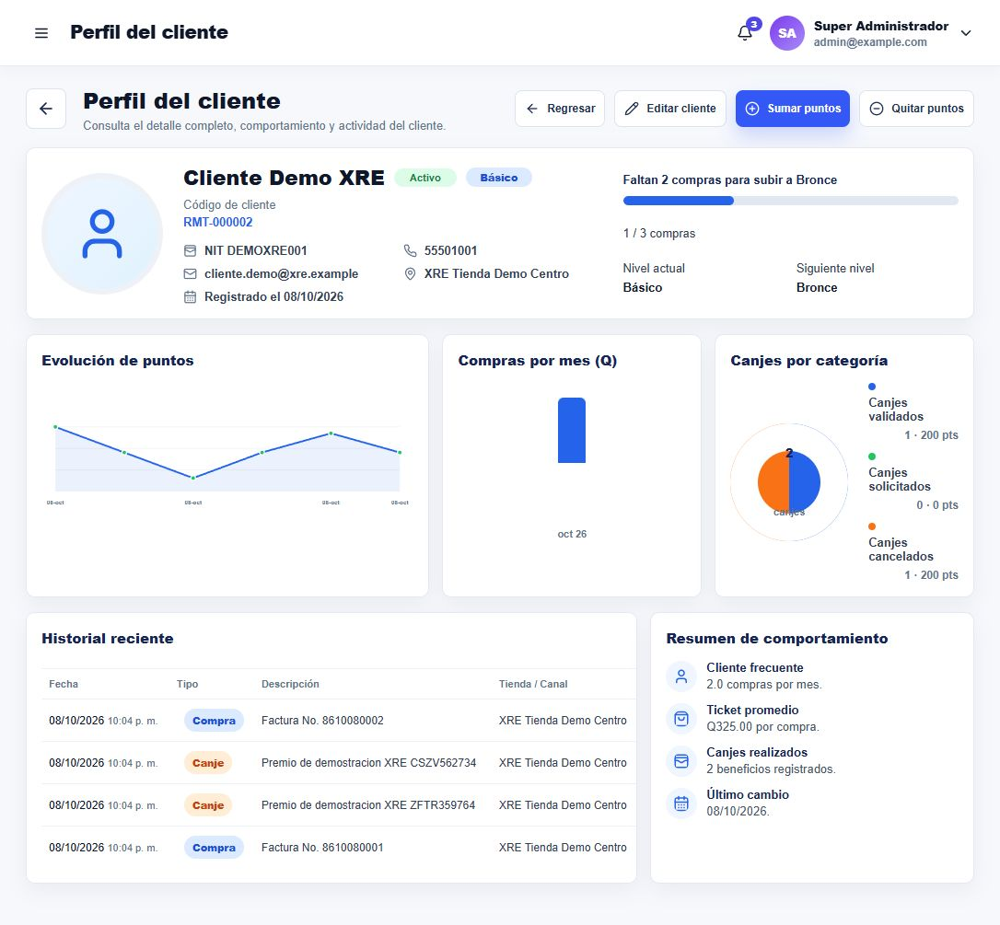 Perfil del cliente
3
SA
Super Administrador
admin@example.com
Perfil del cliente
Consulta el detalle completo, comportamiento y actividad del cliente.
Regresar
Editar cliente
Sumar puntos
Quitar puntos
Cliente Demo XRE
Activo
Básico
Código de cliente
RMT-000002
NIT DEMOXRE001
55501001
cliente.demo@xre.example
XRE Tienda Demo Centro
Registrado el 08/10/2026
Faltan 2 compras para subir a Bronce
1 / 3 compras
Nivel actual
Siguiente nivel
Básico
Bronce
Evolución de puntos
08-oct
08-oct
08-oct
08-oct
Compras por mes (Q)
oct 26
Canjes por categoría
2
canjes
Canjes
validados
1 · 200 pts
Canjes
solicitados
0 · 0 pts
Canjes
cancelados
1 · 200 pts
Historial reciente
Fecha Tipo Descripción Tienda / Canal
08/10/2026 10:04 p. m. Compra Factura No. 8610080002 XRE Tienda Demo Centro
08/10/2026 10:04 p. m. Canje Premio de demostracion XRE CSZV562734 XRE Tienda Demo Centro
08/10/2026 10:04 p. m. Canje Premio de demostracion XRE ZFTR359764 XRE Tienda Demo Centro
08/10/2026 10:04 p. m. Compra Factura No. 8610080001 XRE Tienda Demo Centro
Resumen de comportamiento
Cliente frecuente
2.0 compras por mes.
Ticket promedio
Q325.00 por compra.
Canjes realizados
2 beneficios registrados.
Último cambio
08/10/2026.